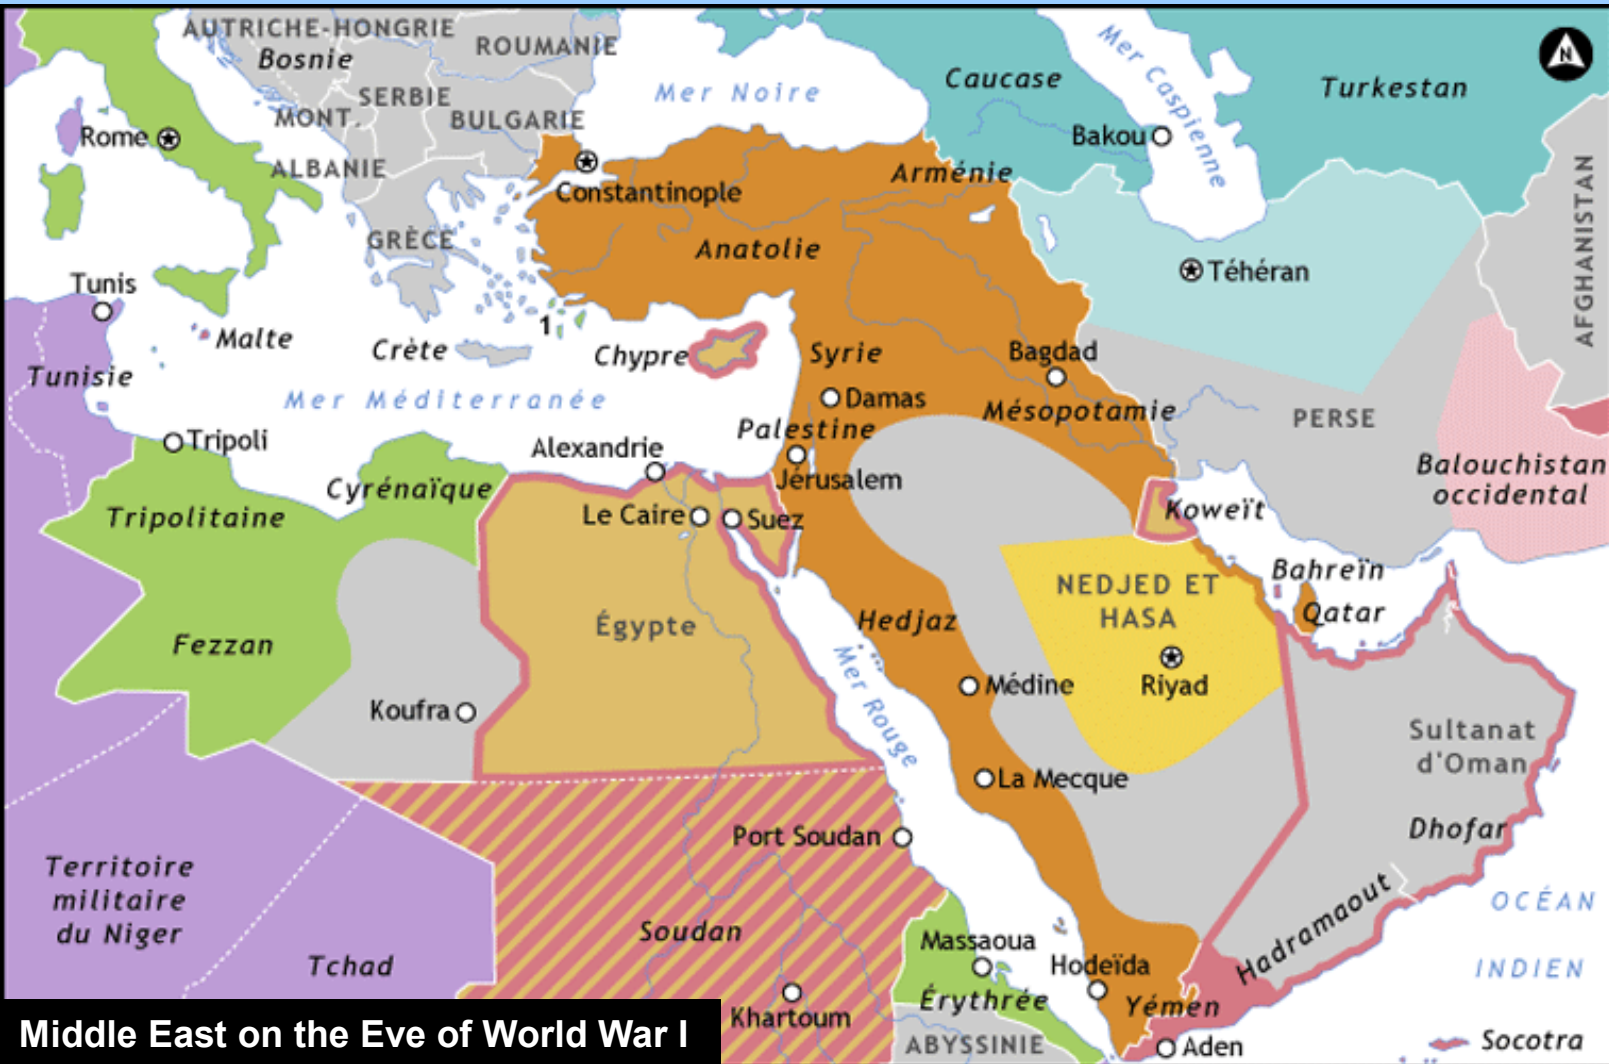 AUTRICHE-HONGRIE
Bosnie
ROUMANIE
SERBIE
MONT.
BULGARIE
ALBANIE
GRÈCE
Rome
Mer Noire
Caucase
Mer Caspienne
Turkestan
N
Bakou
Constantinople
Arménie
Anatolie
Téhéran
AFGHANISTAN
Tunis
Malte
Crète
1
Chypre
Syrie
Bagdad
Tunisie
Mer Méditerranée
Damas
Mésopotamie
PERSE
Palestine
Tripoli
Alexandrie
Jérusalem
Balouchistan
occidental
Cyrénaïque
Tripolitaine
Le Caire
Suez
Koweït
Bahreïn
Qatar
NEDJED ET
HASA
Hedjaz
Égypte
Fezzan
Riyad
Médine
Koufra
Mer Rouge
Sultanat
d'Oman
La Mecque
Dhofar
Port Soudan
Territoire
militaire
du Niger
Tchad
Soudan
Hadramaout
OCÉAN
INDIEN
Massaoua
Hodeïda
Érythrée
Yémen
Khartoum
ABYSSINIE
Aden
Socotra
Middle East on the Eve of World War I